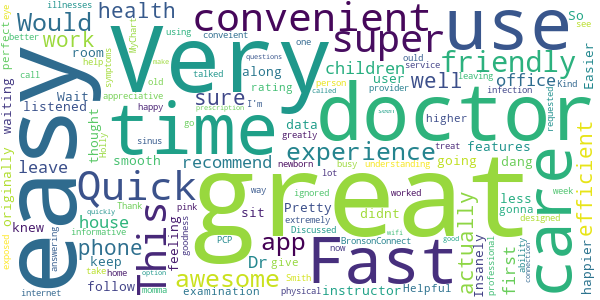 Very
great
easy
doctor
time
Fast
use
care
This
Quick
super
convenient
friendly
experience
app
awesome
efficient
health
Would
work
phone
house
well
office
children
actually
first
recommend
sure
Dr
room
user
along
data
features
listened
leave
thought
smooth
knew
originally
waiting
perfect
Wait
feeling
follow
keep
examination
instructor
sit
didnt
Pretty
going
higher
less
gonna
dang
Insanely
happier
Easier
So
rating
give
Helpful
BronsonConnect
PCP
Discussed
extremely
physical
Smith
informative
momma
option
internet
answering
exposed
illnesses
eye
better
using
MyChart
conveient
one
ould
service
leaving
see
Kind
requested
call
help
symptoms
old
talked
questions
person
provider
called
infection
appreciative
happy
I'm
greatly
prescription
seen
make
treat
Holly
sinus
go
newborn
busy
understanding
week
designed
way
ignored
lot
worked
pink
goodness
Thank
quickly
take
home
now
wifi
good
professional
ability
connection